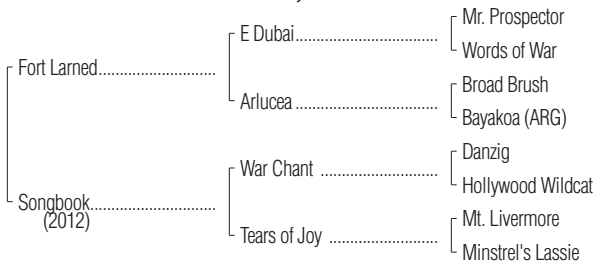 Mr. Prospector
E Dubai
Words of War
Fort Larned
Broad Brush
Arlucea
Bayakoa (ARG)
Danzig
War Chant
Hollywood Wildcat
Songbook
(2012)
Mt. Livermore
Tears of Joy
Minstrel's Lassie